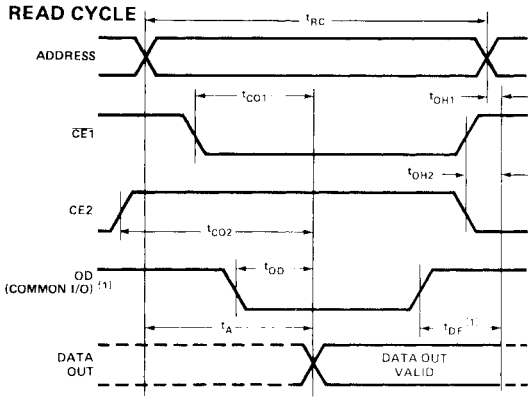 READ CYCLE
tRC
ADDRESS
tCO1
tOH1
CE1
tOH2
CE2
tCO2
OD
(COMMON I/O) (1)
tOD
tA
tDF (1)
DATA
OUT
DATA OUT
VALID